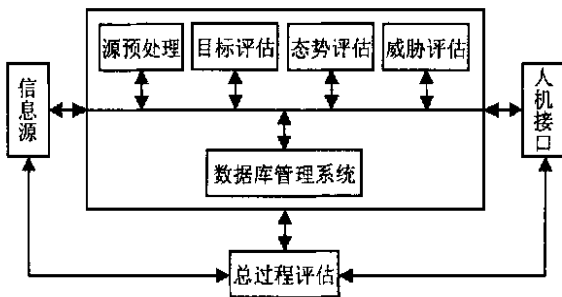 源预处理
目标评估
态势评估
威胁评估
信息源
人机接口
数据库管理系统
总过程评估